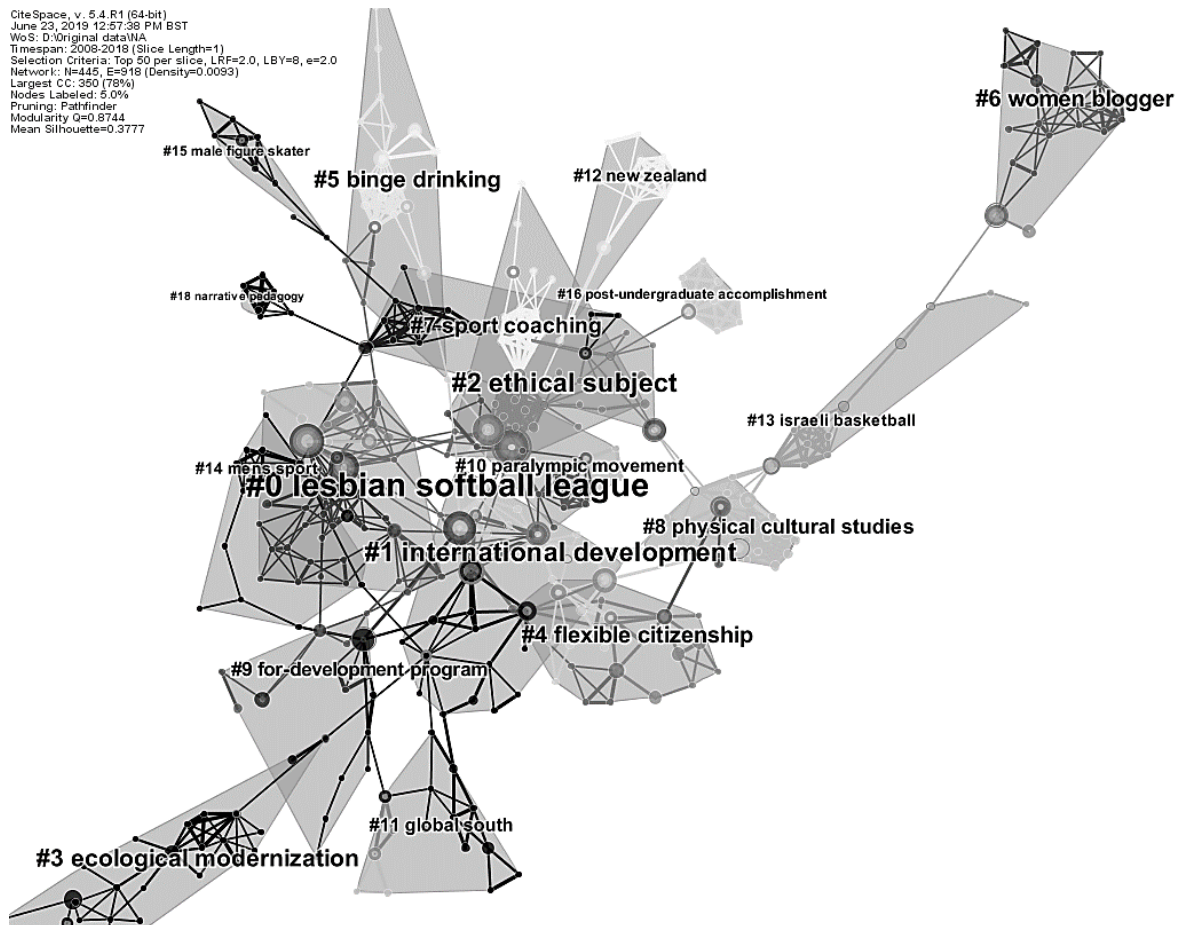 CiteSpace, v. 5.4.R1 (64-bit)
June 23, 2019 12:57:38 PM BST
WoS: D:\Original data\NA
Timespan: 2008-2018 (Slice Length=1)
Selection Criteria: Top 50 per slice, LRF=2.0, LBY=8, e=2.0
Network: N=445, E=918 (Density=0.0093)
Largest CC: 350 (78%)
Nodes Labeled: 5.0%
Pruning: Pathfinder
Modularity Q=0.8744
Mean Silhouette=0.3777
#6 women blogger
#15 male figure skater
#5 binge drinking
#12 new zealand
#18 narrative pedagogy
#16 post-undergraduate accomplishment
#7 sport coaching
#2 ethical subject
#13 israeli basketball
#14 mens sport
#10 paralympic movement
#0 lesbian softball league
#8 physical cultural studies
#1 international development
#4 flexible citizenship
#9 for-development program
#11 global south
#3 ecological modernization